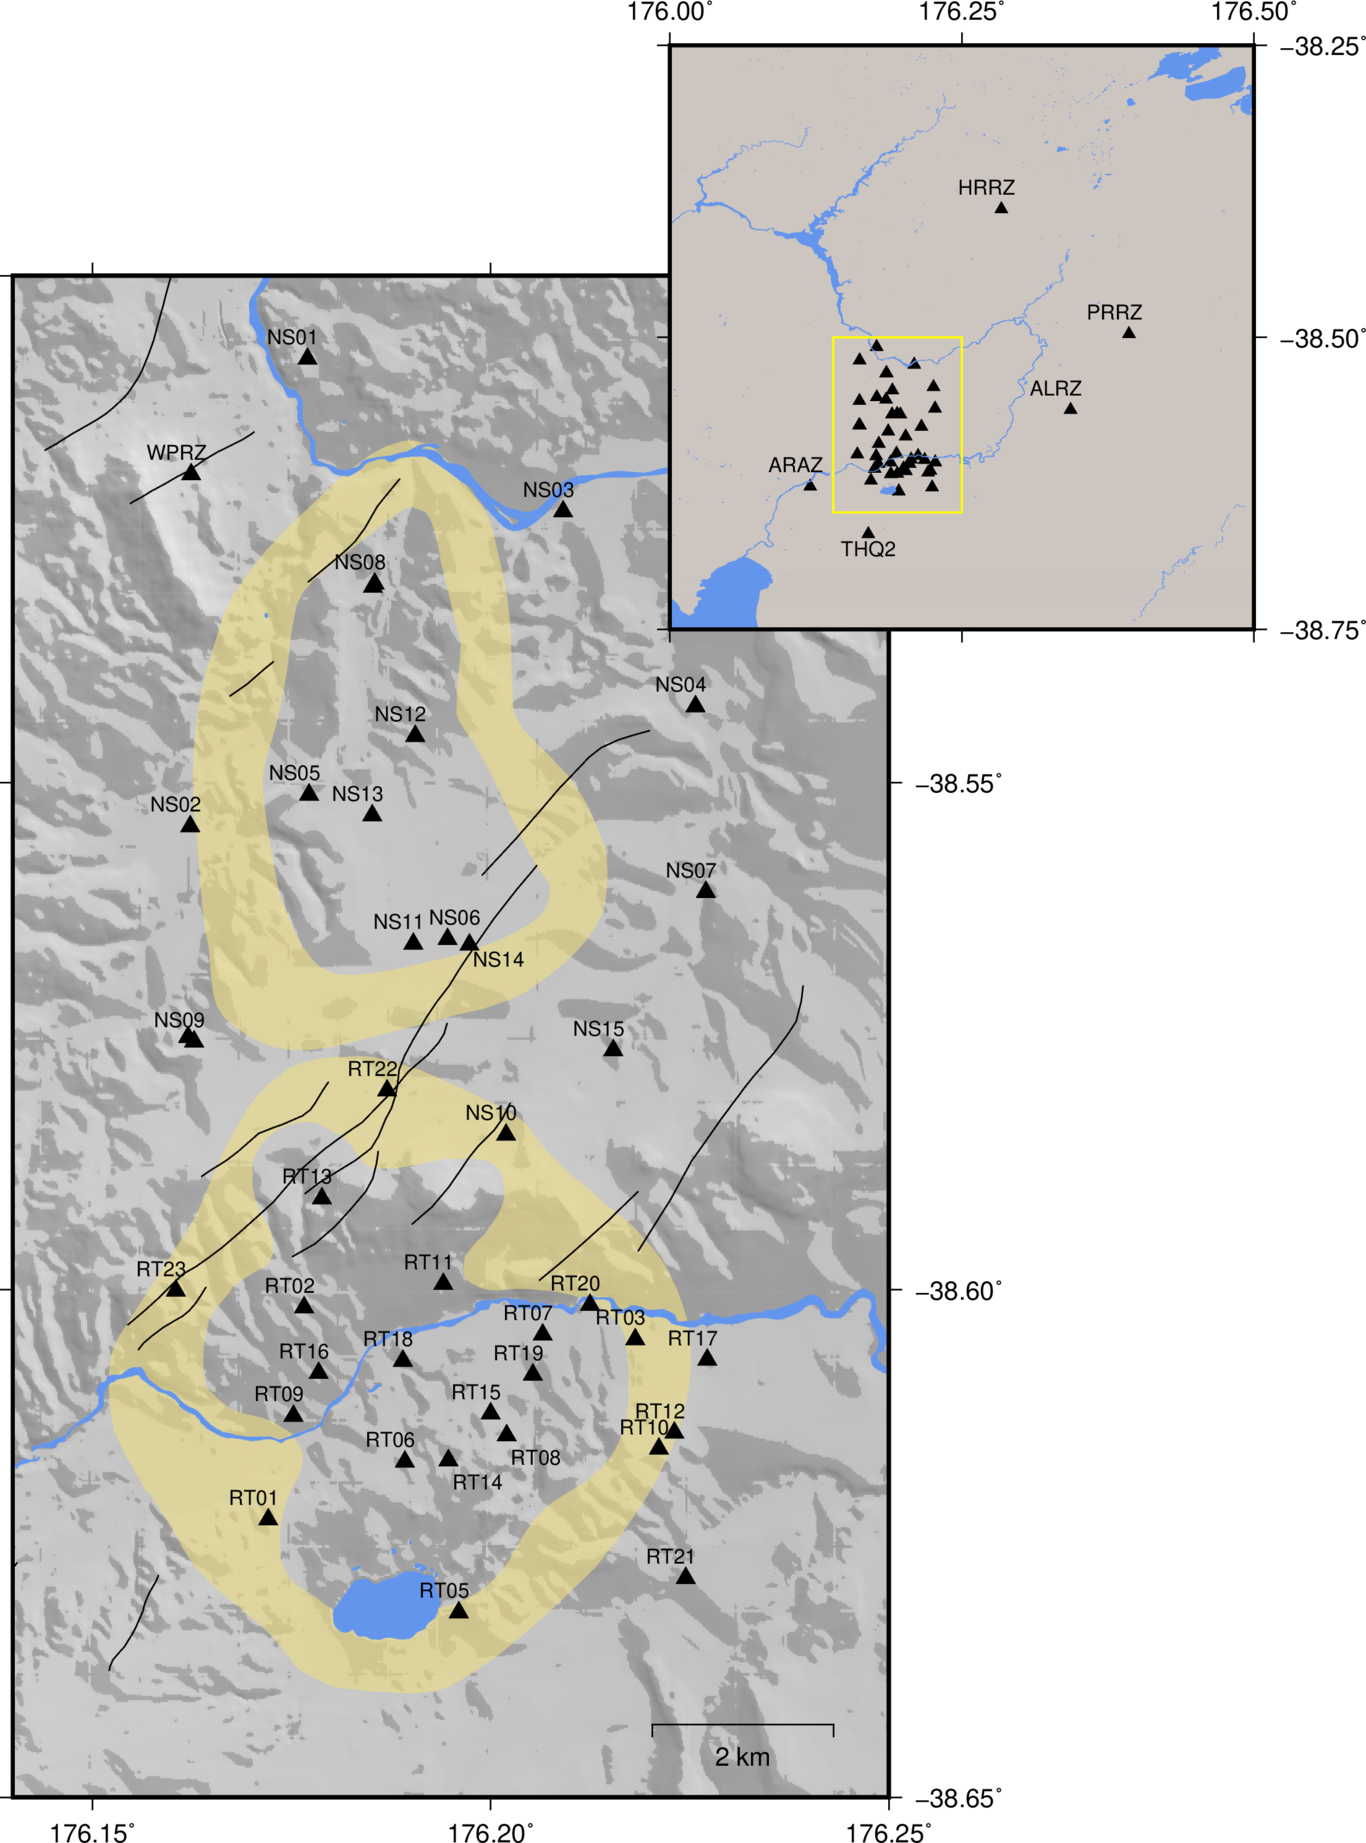 176.00°
176.25°
176.50°
−38.25°
HRRZ
PRRZ
−38.50°
ALRZ
ARAZ
THQ2
−38.75°
NS01
WPRZ
NS03
NS08
NS04
NS12
NS05
−38.55°
NS13
NS02
NS07
NS11
NS06
NS14
NS09
NS15
RT22
NS10
RT13
RT11
RT23
RT20
RT02
−38.60°
RT07
RT03
RT18
RT17
RT16
RT19
RT09
RT15
RT12
RT10
RT06
RT08
RT14
RT01
RT21
RT05
2 km
−38.65°
176.15°
176.20°
176.25°